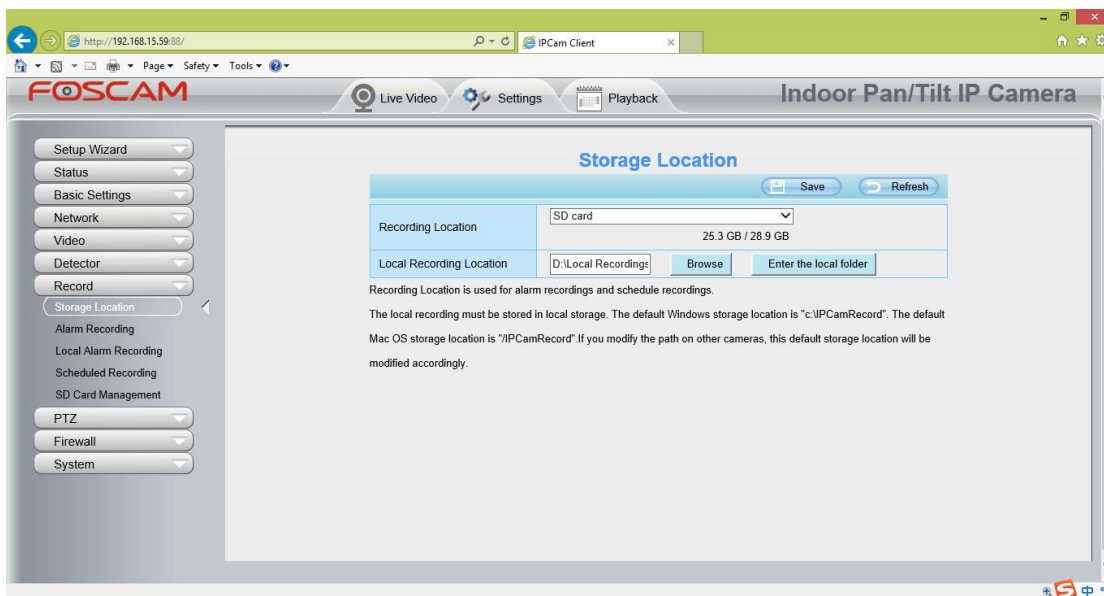 http://192.168.15.59:88/
IPCam Client
Page Safety Tools
FOSCAM
Live Video
Settings
Playback
Indoor Pan/Tilt IP Camera
Setup Wizard
Status
Basic Settings
Network
Video
Detector
Record
Storage Location
Alarm Recording
Local Alarm Recording
Scheduled Recording
SD Card Management
PTZ
Firewall
System
Storage Location
Save Refresh
Recording Location
SD card
25.3 GB / 28.9 GB
Local Recording Location D:\Local Recordings Browse Enter the local folder
Recording Location is used for alarm recordings and schedule recordings.
The local recording must be stored in local storage. The default Windows storage location is "c:\IPCamRecord". The default
Mac OS storage location is "/IPCamRecord".If you modify the path on other cameras, this default storage location will be
modified accordingly.
中